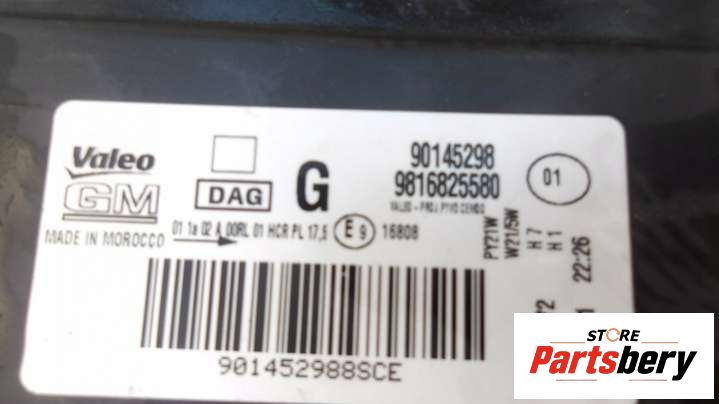 Valeo
GM
MADE IN MOROCCO
DAG
G
90145298
9816825580
VALEO - PROJ. PTVO CENDO
01
01 1a 02 A 00RL 01 HCR PL 17,5
E 9
16808
PY21W
W21/5W
H7
H1
22:26
901452988SCE
STORE
Partsbery